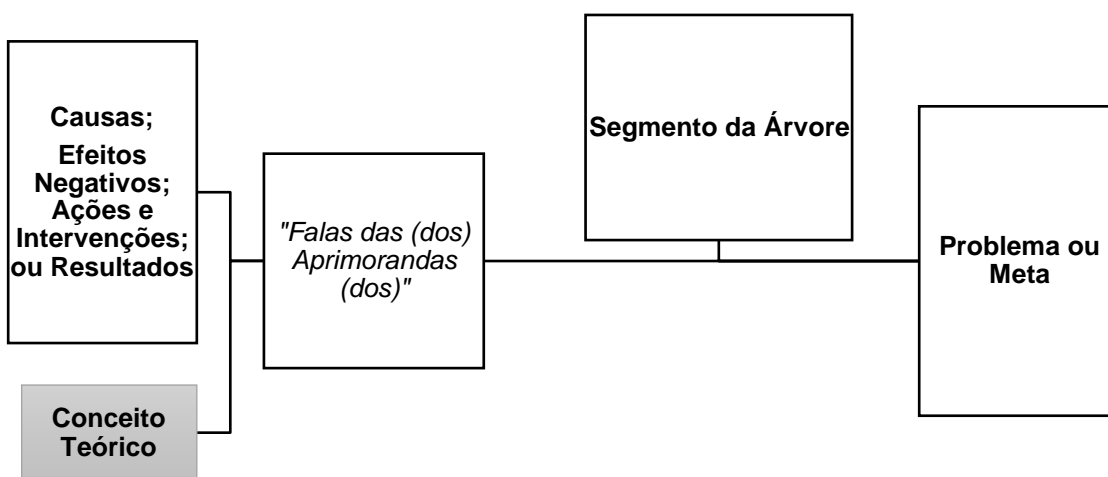 Causas;
Efeitos
Negativos;
Ações e
Intervenções;
ou Resultados
Conceito
Teórico
"Falas das (dos)
Aprimorandas
(dos)"
Segmento da Árvore
Problema ou
Meta